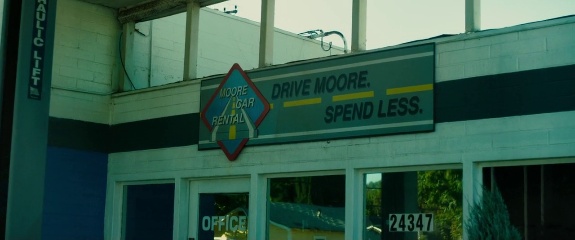 AULIC LIFT
MOORE
CAR
RENTAL
DRIVE MOORE.
SPEND LESS.
OFFICE
24347